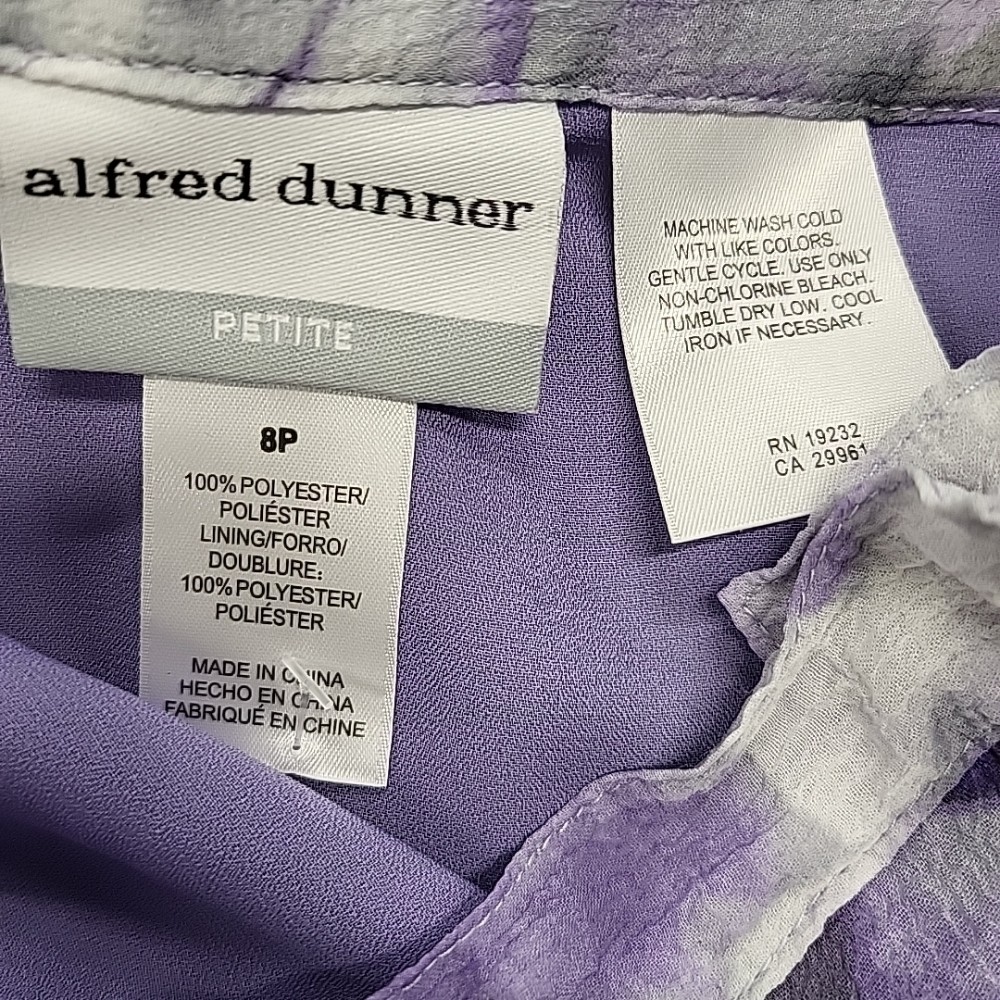 alfred dunner
PETITE
8P
100% POLYESTER/
POLIÉSTER
LINING/FORRO/
DOUBLURE:
100% POLYESTER/
POLIÉSTER
MADE IN CHINA
HECHO EN CHINA
FABRIQUÉ EN CHINE
MACHINE WASH COLD
WITH LIKE COLORS.
GENTLE CYCLE. USE ONLY
NON-CHLORINE BLEACH.
TUMBLE DRY LOW. COOL
IRON IF NECESSARY.
RN 19232
CA 29961